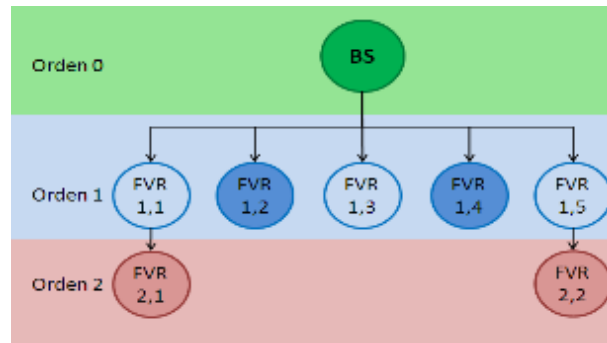 BS
Orden 0
Orden 1
FVR
1,1
FVR
1,2
FVR
1,3
FVR
1,4
FVR
1,5
Orden 2
FVR
2,1
FVR
2,2